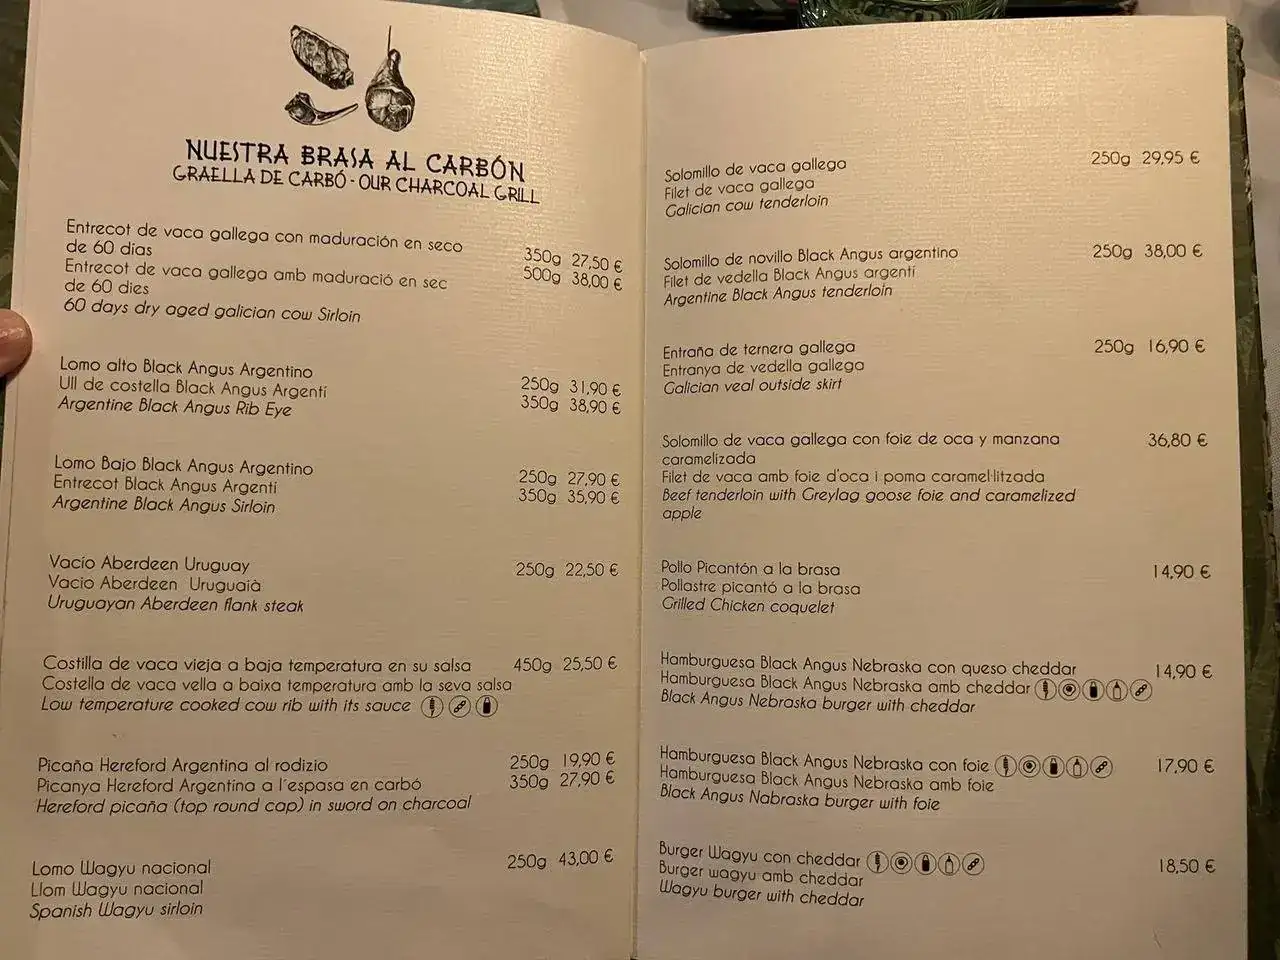 NUESTRA BRASA AL CARBÓN
GRAELLA DE CARBÓ - OUR CHARCOAL GRILL
Entrecot de vaca gallega con maduración en seco
de 60 dias
Entrecot de vaca gallega amb maduració en sec
de 60 dies
60 days dry aged galician cow Sirloin
350g 27,50 €
500g 38,00 €
Lomo alto Black Angus Argentino
Ull de costella Black Angus Argentí
Argentine Black Angus Rib Eye
250g 31,90 €
350g 38,90 €
Lomo Bajo Black Angus Argentino
Entrecot Black Angus Argentí
Argentine Black Angus Sirloin
250g 27,90 €
350g 35,90 €
Vacío Aberdeen Uruguay 250g 22,50 €
Vacio Aberdeen Uruguaià
Uruguayan Aberdeen flank steak
Costilla de vaca vieja a baja temperatura en su salsa 450g 25,50 €
Costella de vaca vella a baixa temperatura amb la seva salsa
Low temperature cooked cow rib with its sauce
Picaña Hereford Argentina al rodizio 250g 19,90 €
Picanya Hereford Argentina a l'espasa en carbó 350g 27,90 €
Hereford picaña (top round cap) in sword on charcoal
Lomo Wagyu nacional 250g 43,00 €
Llom Wagyu nacional
Spanish Wagyu sirloin
Solomillo de vaca gallega 250g 29,95 €
Filet de vaca gallega
Galician cow tenderloin
Solomillo de novillo Black Angus argentino 250g 38,00 €
Filet de vedella Black Angus argentí
Argentine Black Angus tenderloin
Entraña de ternera gallega 250g 16,90 €
Entranya de vedella gallega
Galician veal outside skirt
Solomillo de vaca gallega con foie de oca y manzana 36,80 €
caramelizada
Filet de vaca amb foie d'oca i poma caramel·litzada
Beef tenderloin with Greylag goose foie and caramelized
apple
Pollo Picantón a la brasa 14,90 €
Pollastre picantó a la brasa
Grilled Chicken coquelet
Hamburguesa Black Angus Nebraska con queso cheddar 14,90 €
Hamburguesa Black Angus Nebraska amb cheddar
Black Angus Nebraska burger with cheddar
Hamburguesa Black Angus Nebraska con foie 17,90 €
Hamburguesa Black Angus Nebraska amb foie
Black Angus Nabraska burger with foie
Burger Wagyu con cheddar 18,50 €
Burger wagyu amb cheddar
Wagyu burger with cheddar